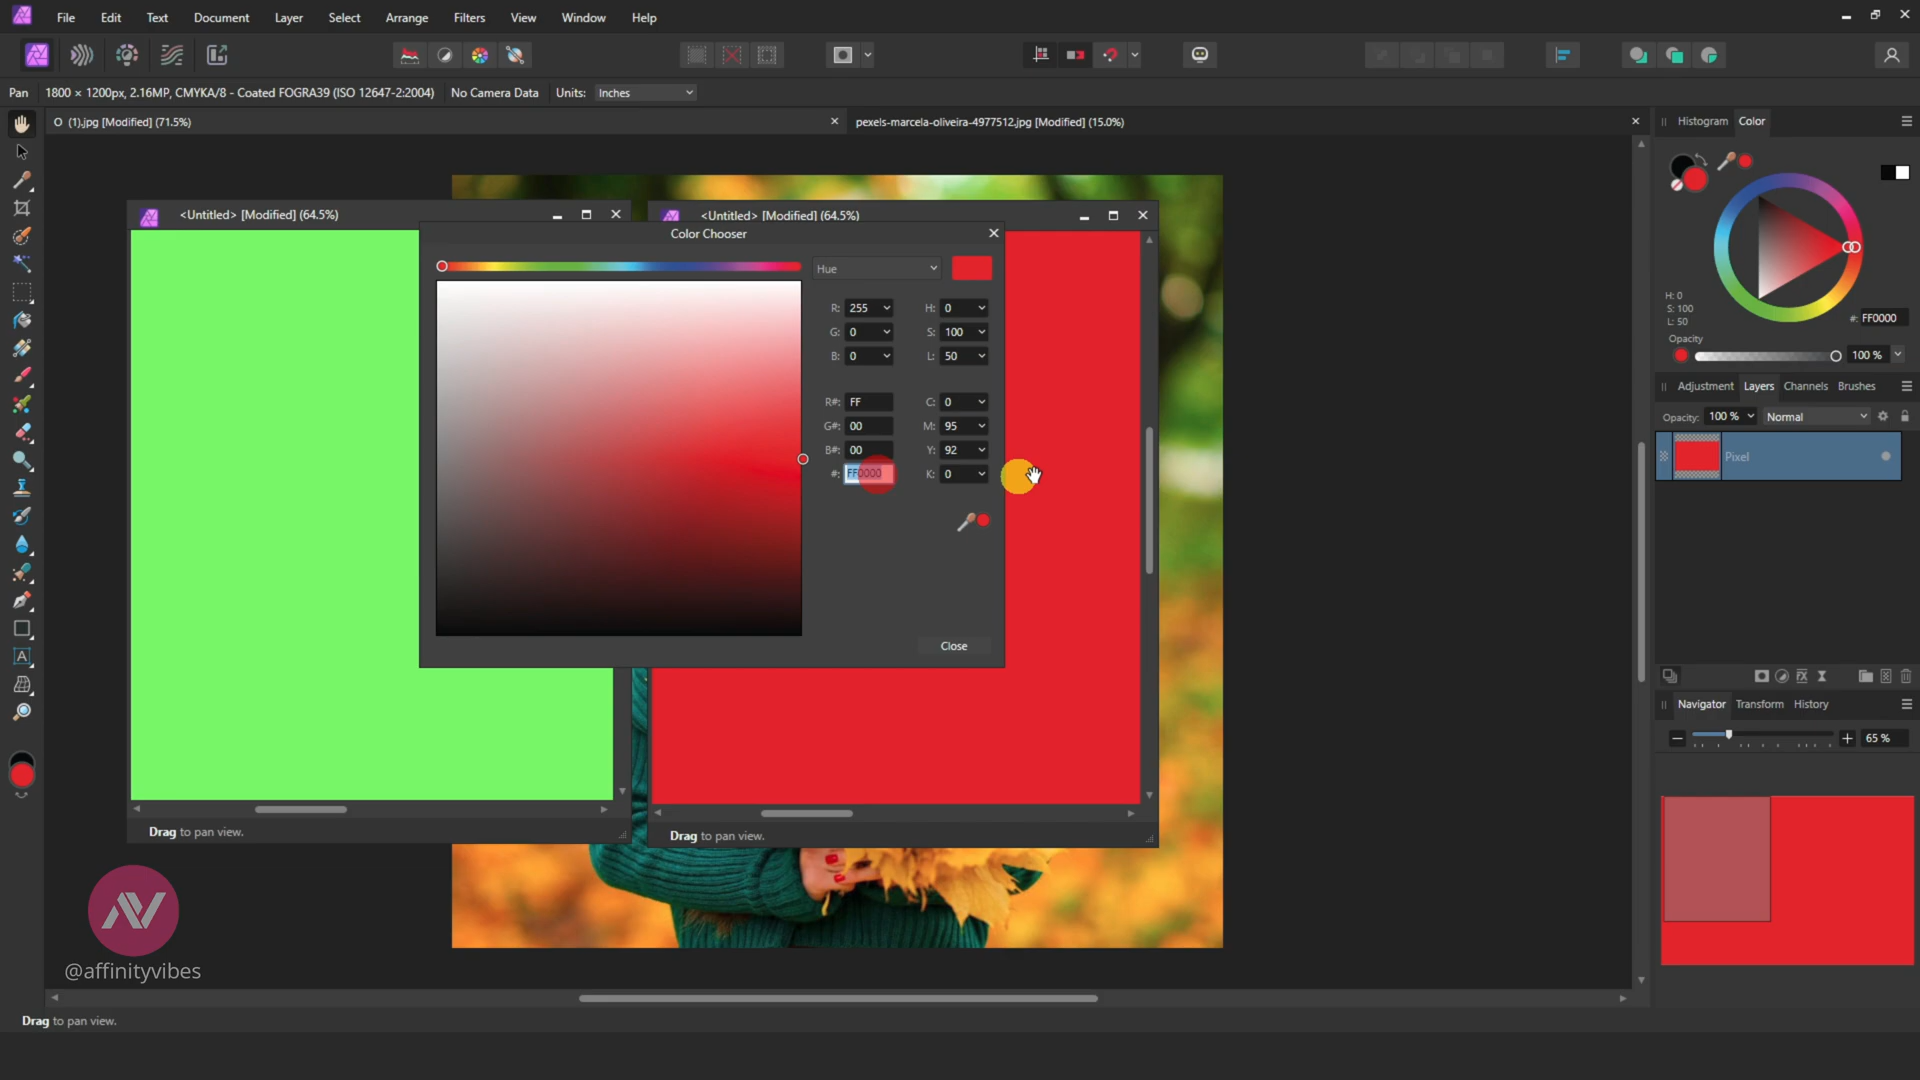 File Edit Text Document Layer Select Arrange Filters View Window Help
Pan 1800 × 1200px, 2.16MP, CMYKA/8 - Coated FOGRA39 (ISO 12647-2:2004) No Camera Data Units: Inches
O (1).jpg [Modified] (71.5%) pexels-marcela-oliveira-4977512.jpg [Modified] (15.0%)
Histogram Color
H: 0
S: 100
L: 50
#: FF0000
Opacity
100 %
Adjustment Layers Channels Brushes
Opacity: 100 % Normal
Pixel
Navigator Transform History
65 %
<Untitled> [Modified] (64.5%)
<Untitled> [Modified] (64.5%)
Color Chooser
Hue
R: 255 H: 0
G: 0 S: 100
B: 0 L: 50
R#: FF C: 0
G#: 00 M: 95
B#: 00 Y: 92
#: FF0000 K: 0
Close
Drag to pan view.
Drag to pan view.
AV
@affinityvibes
Drag to pan view.